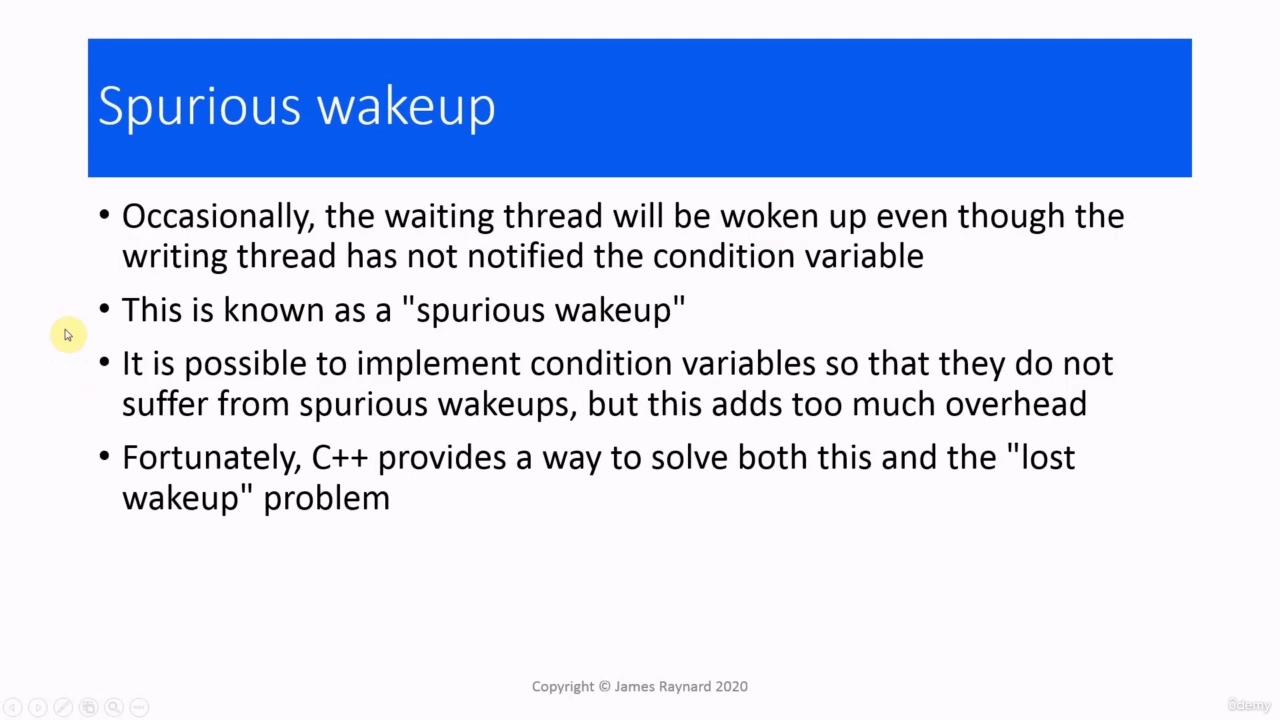 Spurious wakeup
• Occasionally, the waiting thread will be woken up even though the
writing thread has not notified the condition variable
• This is known as a "spurious wakeup"
• It is possible to implement condition variables so that they do not
suffer from spurious wakeups, but this adds too much overhead
• Fortunately, C++ provides a way to solve both this and the "lost
wakeup" problem
Copyright © James Raynard 2020
ûdemy